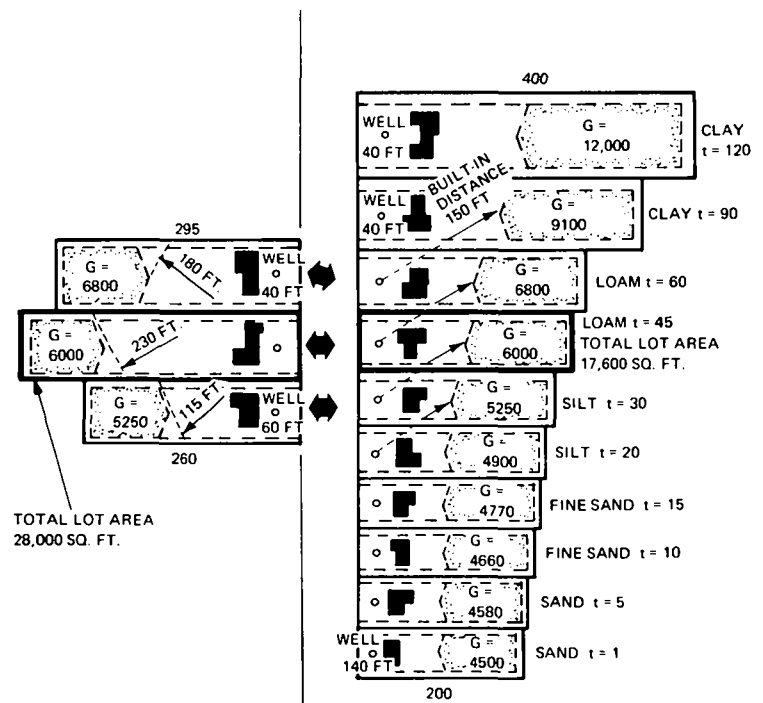 400
WELL
40 FT
G =
12,000
CLAY
t = 120
WELL
40 FT
BUILT-IN
DISTANCE
150 FT
G =
9100
CLAY t = 90
295
G =
6800
180 FT
WELL
40 FT
G =
6800
LOAM t = 60
G =
6000
230 FT
G =
6000
LOAM t = 45
TOTAL LOT AREA
17,600 SQ. FT.
G =
5250
115 FT
WELL
60 FT
G =
5250
SILT t = 30
260
G =
4900
SILT t = 20
TOTAL LOT AREA
28,000 SQ. FT.
G =
4770
FINE SAND t = 15
G =
4660
FINE SAND t = 10
G =
4580
SAND t = 5
WELL
140 FT
G =
4500
SAND t = 1
200